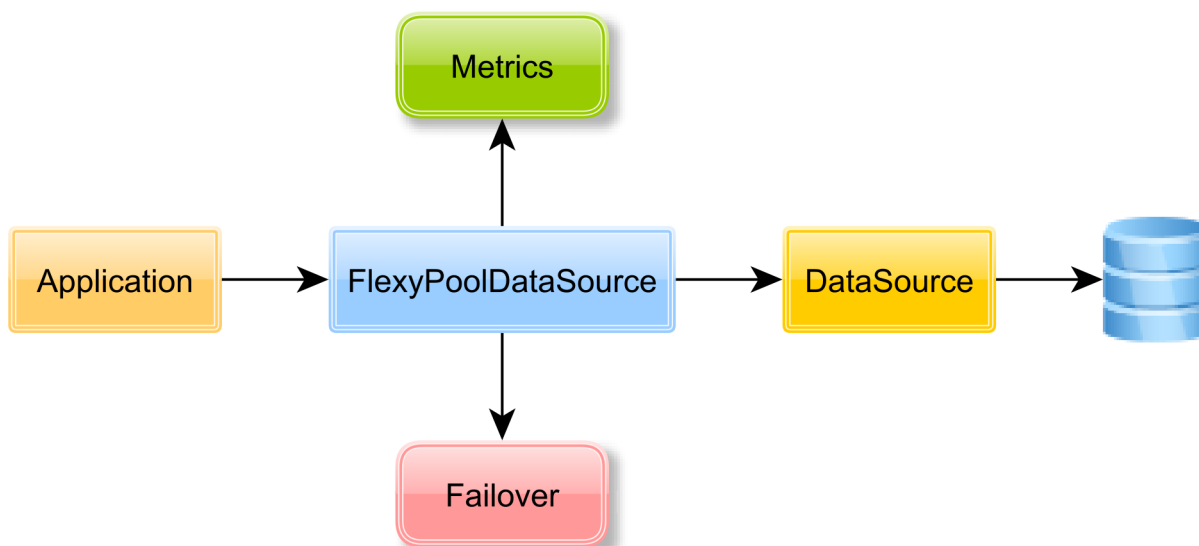 Metrics
Application
FlexyPoolDataSource
DataSource
Failover